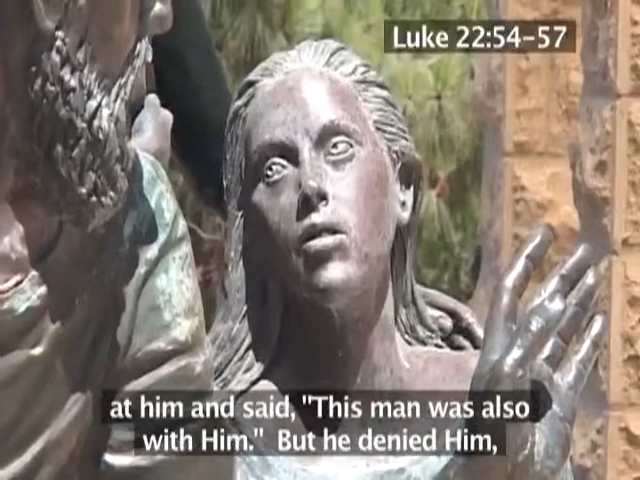 Luke 22:54–57
at him and said, "This man was also
with Him."  But he denied Him,